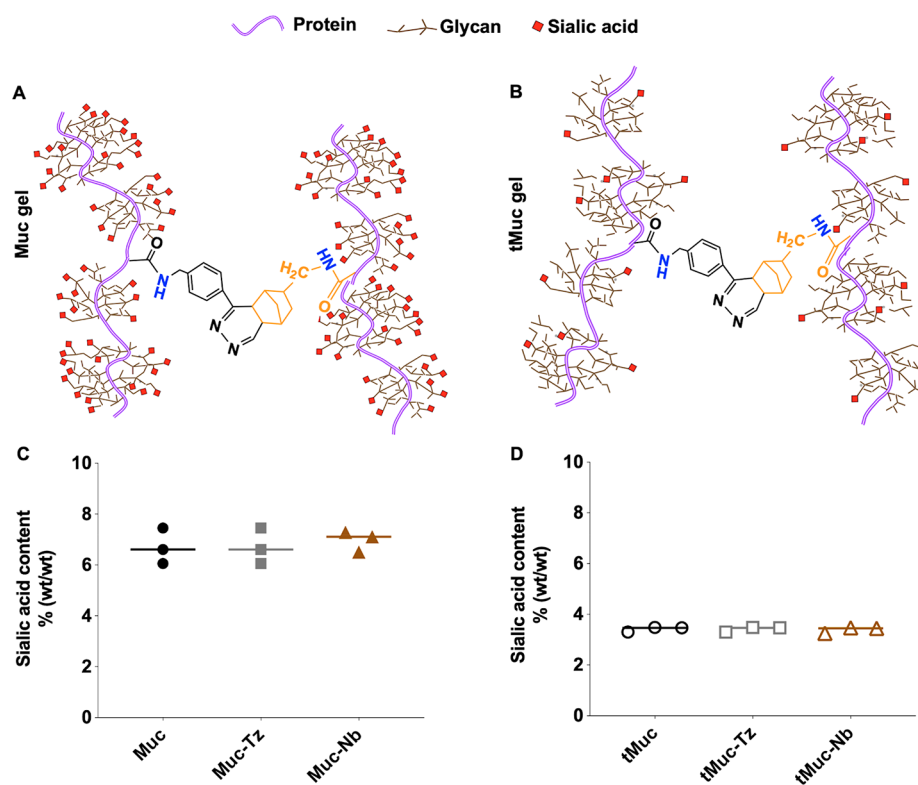 Protein Glycan Sialic acid
A
B
Muc gel
tMuc gel
O
N
H
N
N
H2C
HN
O
O
N
H
N
N
H2C
HN
O
C
D
Sialic acid content
% (wt/wt)
10
8
6
4
2
0
Muc
Muc-Tz
Muc-Nb
Sialic acid content
% (wt/wt)
10
8
6
4
2
0
tMuc
tMuc-Tz
tMuc-Nb